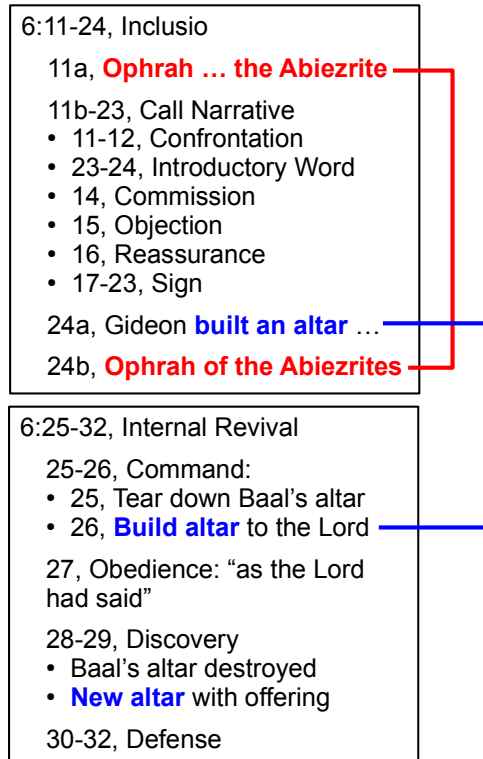 6:11-24, Inclusio
11a, Ophrah … the Abiezrite
11b-23, Call Narrative
• 11-12, Confrontation
• 23-24, Introductory Word
• 14, Commission
• 15, Objection
• 16, Reassurance
• 17-23, Sign
24a, Gideon built an altar …
24b, Ophrah of the Abiezrites
6:25-32, Internal Revival
25-26, Command:
• 25, Tear down Baal’s altar
• 26, Build altar to the Lord
27, Obedience: “as the Lord
had said”
28-29, Discovery
• Baal’s altar destroyed
• New altar with offering
30-32, Defense